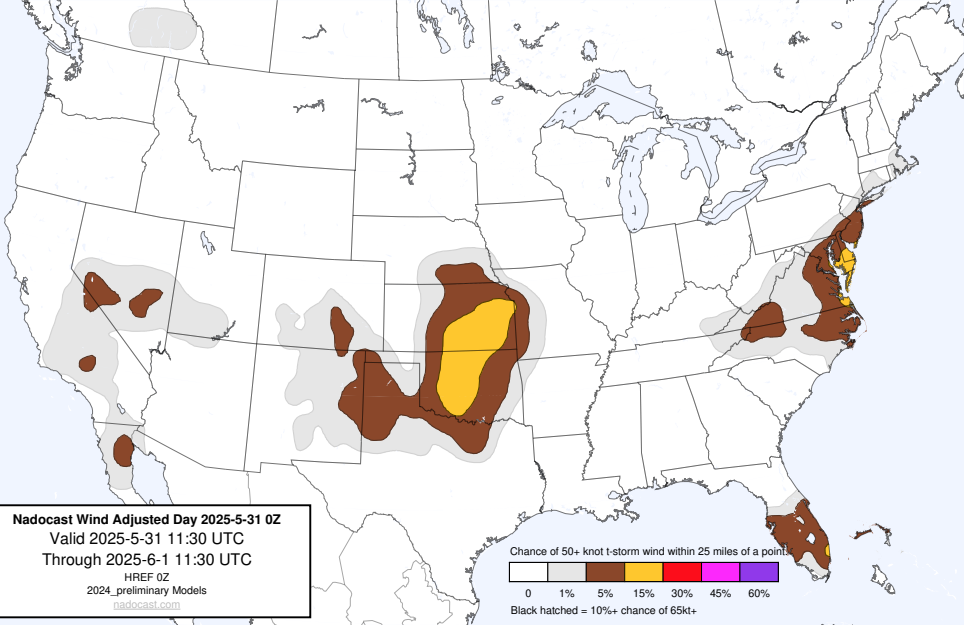 Nadocast Wind Adjusted Day 2025-5-31 0Z
Valid 2025-5-31 11:30 UTC
Through 2025-6-1 11:30 UTC
HREF 0Z
2024_preliminary Models
nadocast.com
Chance of 50+ knot t-storm wind within 25 miles of a point.
0 1% 5% 15% 30% 45% 60%
Black hatched = 10%+ chance of 65kt+